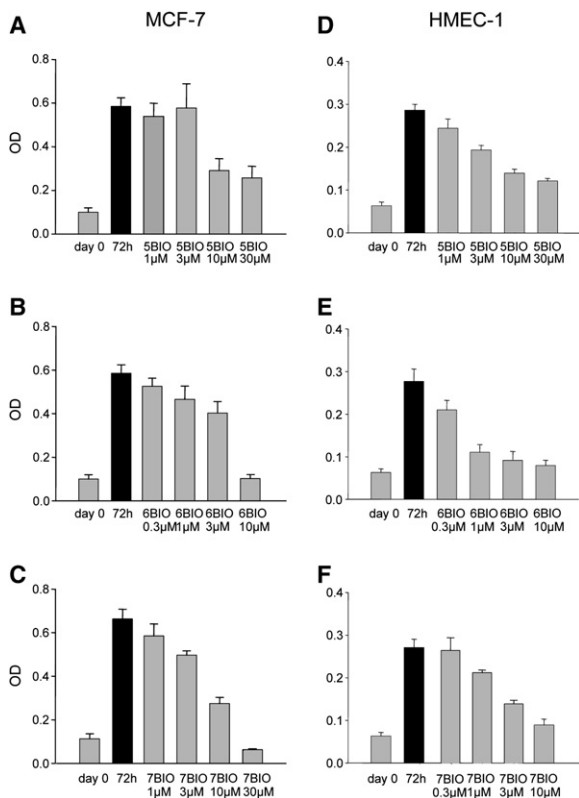 MCF-7
HMEC-1
A
OD
0.8
0.6
0.4
0.2
0.0
day 0 72h 5BIO 5BIO 5BIO 5BIO
1µM 3µM 10µM 30µM
D
0.4
0.3
0.2
0.1
0.0
day 0 72h 5BIO 5BIO 5BIO 5BIO
1µM 3µM 10µM 30µM
B
OD
0.8
0.6
0.4
0.2
0.0
day 0 72h 6BIO 6BIO 6BIO 6BIO
0.3µM 1µM 3µM 10µM
E
0.4
0.3
0.2
0.1
0.0
day 0 72h 6BIO 6BIO 6BIO 6BIO
0.3µM 1µM 3µM 10µM
C
OD
0.8
0.6
0.4
0.2
0.0
day 0 72h 7BIO 7BIO 7BIO 7BIO
1µM 3µM 10µM 30µM
F
0.4
0.3
0.2
0.1
0.0
day 0 72h 7BIO 7BIO 7BIO 7BIO
0.3µM 1µM 3µM 10µM